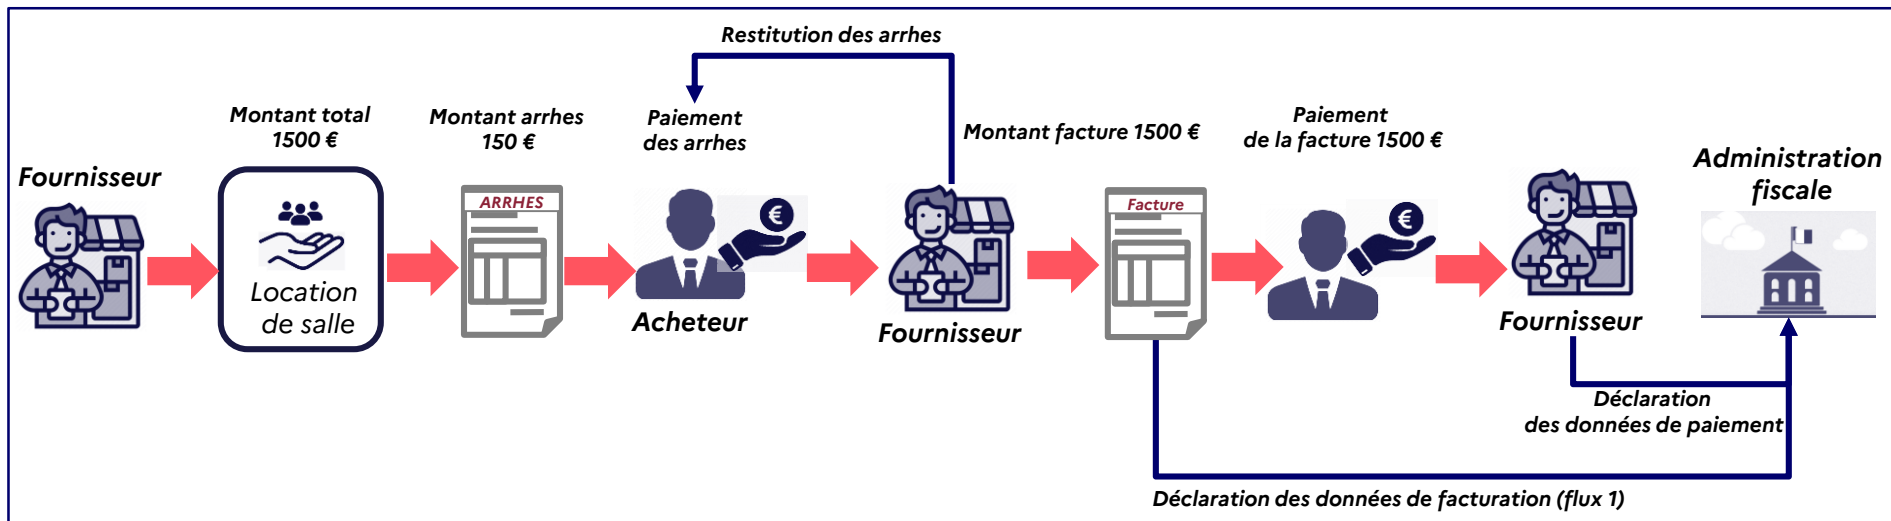 Restitution des arrhes
Montant total
1500 €
Montant arrhes
150 €
Paiement
des arrhes
Montant facture 1500 €
Paiement
de la facture 1500 €
Administration
fiscale
Fournisseur
ARRHES
Facture
€
€
Location
de salle
Acheteur
Fournisseur
Fournisseur
Déclaration
des données de paiement
Déclaration des données de facturation (flux 1)